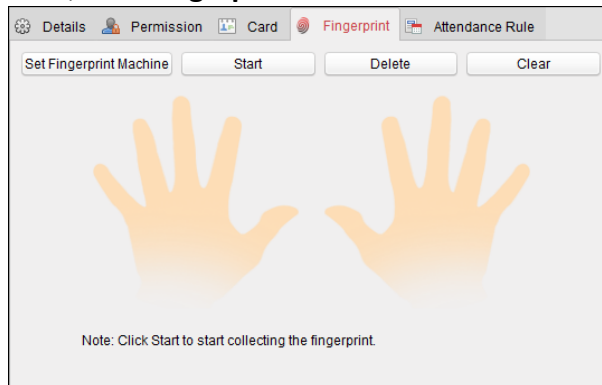 Details Permission Card Fingerprint Attendance Rule
Set Fingerprint Machine Start Delete Clear
Note: Click Start to start collecting the fingerprint.